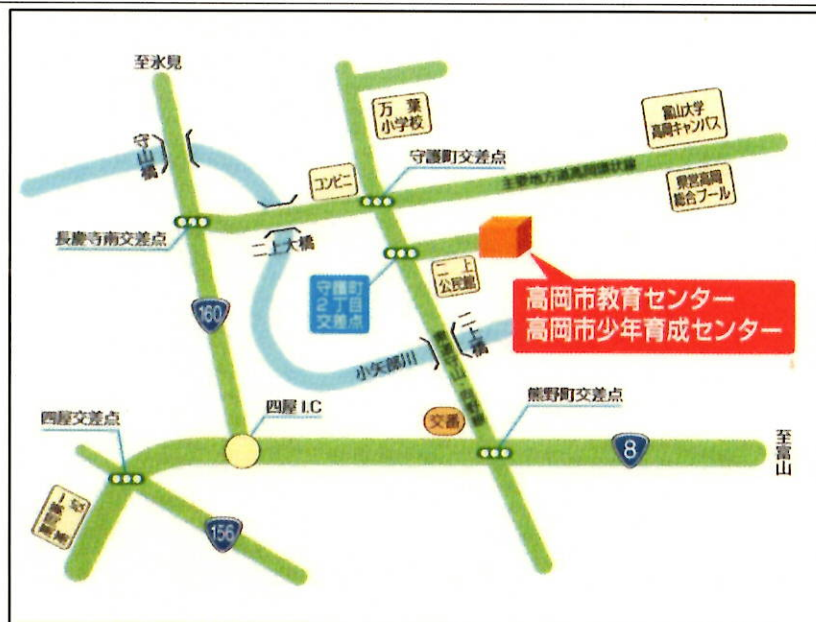 至氷見
守山橋
万葉
小学校
富山大学
高岡キャンパス
コンビニ
守護町交差点
主要地方道高岡環状線
県営高岡
総合プール
長慶寺南交差点
二上大橋
守護町
2丁目
交差点
二上
公民館
高岡市教育センター
高岡市少年育成センター
160
小矢部川
二上橋
四屋交差点
四屋I.C
交番
熊野町交差点
8
至富山
156